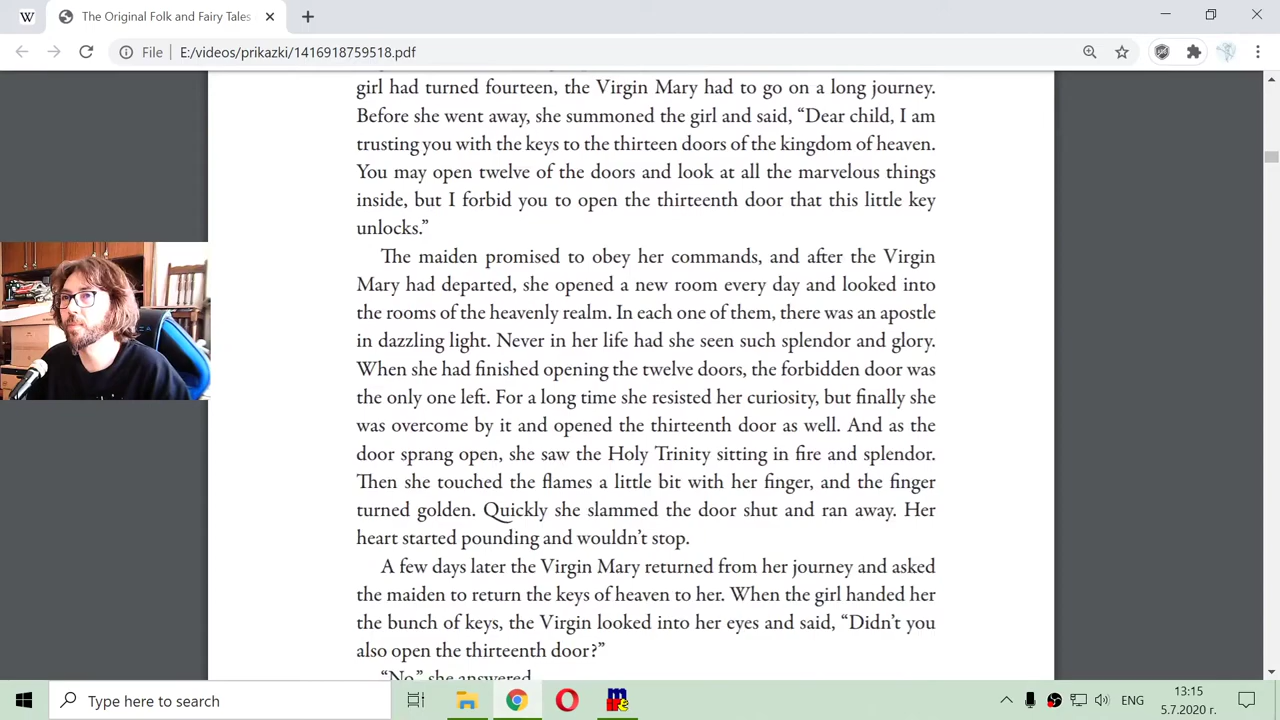 The Original Folk and Fairy Tales
File
E:/videos/prikazki/1416918759518.pdf
girl had turned fourteen, the Virgin Mary had to go on a long journey.
Before she went away, she summoned the girl and said, “Dear child, I am
trusting you with the keys to the thirteen doors of the kingdom of heaven.
You may open twelve of the doors and look at all the marvelous things
inside, but I forbid you to open the thirteenth door that this little key
unlocks.”
The maiden promised to obey her commands, and after the Virgin
Mary had departed, she opened a new room every day and looked into
the rooms of the heavenly realm. In each one of them, there was an apostle
in dazzling light. Never in her life had she seen such splendor and glory.
When she had finished opening the twelve doors, the forbidden door was
the only one left. For a long time she resisted her curiosity, but finally she
was overcome by it and opened the thirteenth door as well. And as the
door sprang open, she saw the Holy Trinity sitting in fire and splendor.
Then she touched the flames a little bit with her finger, and the finger
turned golden. Quickly she slammed the door shut and ran away. Her
heart started pounding and wouldn’t stop.
A few days later the Virgin Mary returned from her journey and asked
the maiden to return the keys of heaven to her. When the girl handed her
the bunch of keys, the Virgin looked into her eyes and said, “Didn’t you
also open the thirteenth door?”
“No,” she answered.
Type here to search
ЕНГ
13:15
5.7.2020 г.